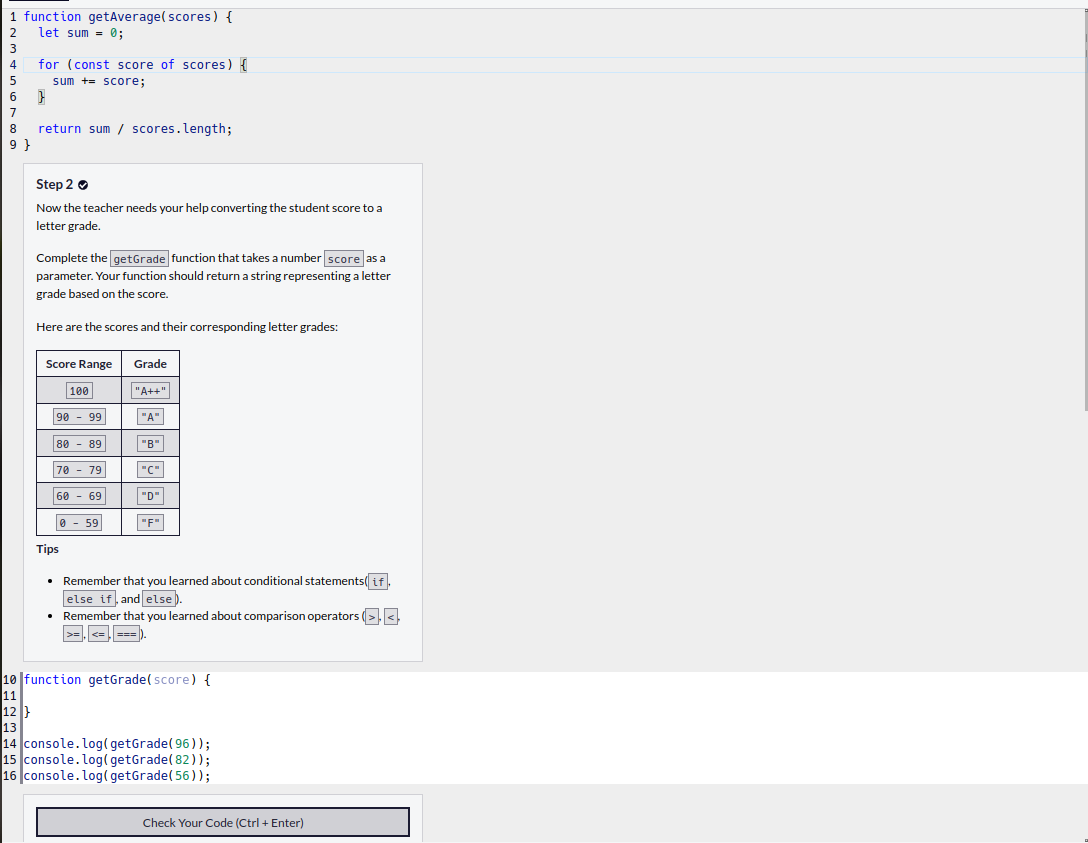 1 function getAverage(scores) {
2 let sum = 0;
3
4 for (const score of scores) {
5 sum += score;
6 }
7
8 return sum / scores.length;
9 }
Step 2
Now the teacher needs your help converting the student score to a
letter grade.
Complete the getGrade function that takes a number score as a
parameter. Your function should return a string representing a letter
grade based on the score.
Here are the scores and their corresponding letter grades:
Score Range Grade
100 "A++"
90 - 99 "A"
80 - 89 "B"
70 - 79 "C"
60 - 69 "D"
0 - 59 "F"
Tips
• Remember that you learned about conditional statements( if ,
else if , and else ).
• Remember that you learned about comparison operators ( > , < ,
>= , <= , === ).
10 function getGrade(score) {
11
12 }
13
14 console.log(getGrade(96));
15 console.log(getGrade(82));
16 console.log(getGrade(56));
Check Your Code (Ctrl + Enter)